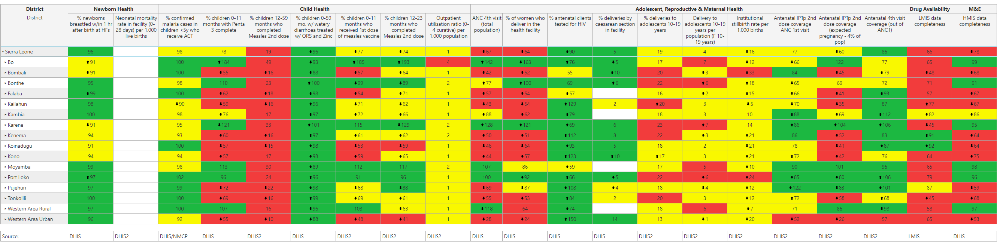 District Newborn Health Child Health Adolescent, Reproductive & Maternal Health Drug Availability M&E
District % newborns breastfed w/in 1 hr after birth at HFs Neonatal mortality rate in facility (0-28 days) per 1,000 live births % confirmed malaria cases in children <5y who receive ACT % children 0-11 months with Penta 3 complete % children 12-59 months who completed Measles 2nd dose % children 0-59 mo. w/ watery diarrhoea treated w/ ORS and Zinc % children 0-11 months who received 1st dose of measles vaccine % children 12-23 months who completed Measles 2nd dose Outpatient utilisation ratio (0-4 curative) per 1,000 population ANC 4th visit (total population) % of women who deliver in the health facility % antenatal clients tested for HIV % deliveries by caesarean section in facility % deliveries to adolescents 10-19 years Delivery to adolescents 10-19 years per population (F 10-19 years) Institutional stillbirth rate per 1,000 births Antenatal IPTp 2nd dose coverage ANC 1st visit Antenatal IPTp 2nd dose coverage (expected pregnancy - 4% of pop) Antenatal 4th visit coverage (out of ANC1) LMIS data completeness HMIS data completeness
▾ Sierra Leone 96 98 78 19 ⬆96 ⬇77 ⬇74 1 ⬇67 ⬇64 ⬆90 5 19 4 ⬇16 77 ⬇60 86 66 ⬇78
▸ Bo ⬆91 100 ⬆184 49 ⬇93 ⬆185 ⬆193 4 ⬆142 ⬇163 ⬆76 ⬇5 17 7 ⬇12 ⬇66 122 77 65 99
▸ Bombali ⬇91 100 ⬇55 ⬇16 ⬇88 ⬇57 ⬇64 1 ⬇42 ⬇52 55 ⬆10 20 ⬇3 ⬆33 84 ⬇45 ⬆79 ⬇48 ⬇68
▸ Bonthe 95 98 110 23 ⬆100 ⬇99 ⬇89 2 ⬆77 ⬆100 69 ⬆6 22 ⬆6 ⬆18 ⬇65 69 72 71 91
▸ Falaba ⬆99 100 ⬇62 ⬇18 ⬆98 ⬇54 ⬇71 1 ⬇57 ⬇54 ⬆57 16 ⬇2 ⬆15 ⬇66 ⬇41 ⬆93 57 ⬇67
▸ Kailahun 98 ⬇90 ⬇59 ⬇16 ⬆96 ⬇71 ⬇62 1 ⬇43 ⬇54 ⬆129 2 ⬆20 3 ⬇5 ⬇70 ⬇35 87 ⬆77 ⬇67
▸ Kambia 100 98 ⬇76 17 ⬆97 ⬇72 ⬇66 1 ⬇88 ⬇62 ⬆79 18 3 10 ⬆88 ⬇69 ⬆112 ⬇82 ⬇86
▸ Karene ⬇91 95 ⬇121 33 ⬆101 115 ⬇129 2 ⬆128 ⬆121 ⬆69 6 23 ⬆7 14 ⬆86 ⬆104 ⬆106 ⬇45 95
▸ Kenema 94 93 ⬇60 ⬇16 ⬆97 ⬇61 ⬇62 2 ⬇50 ⬇51 ⬆112 8 22 ⬇3 ⬇21 86 ⬇52 83 ⬆91 ⬇64
▸ Koinadugu 91 100 ⬇57 ⬇15 ⬆98 ⬇53 ⬇59 1 ⬇46 ⬇64 ⬆93 5 18 2 ⬇21 78 ⬇41 ⬆87 ⬆92 ⬇64
▸ Kono 94 94 ⬇57 17 ⬇98 ⬇59 ⬇65 1 ⬇44 ⬇57 ⬆123 ⬆10 ⬆17 3 ⬇21 ⬆72 ⬇42 76 64 ⬇75
▸ Moyamba 99 98 113 30 ⬆89 112 117 2 107 86 ⬆59 17 5 ⬆10 90 101 96 65 98
▸ Port Loko ⬆97 102 96 24 ⬆96 91 96 1 100 ⬇92 ⬆66 ⬇5 22 ⬇6 ⬇24 ⬇85 ⬇80 ⬆106 79 96
▸ Pujehun 97 99 ⬇72 ⬇22 ⬆98 ⬇68 ⬇88 1 ⬇69 ⬇87 ⬆108 ⬆4 18 ⬇4 ⬆12 ⬆122 ⬇83 ⬆101 87 ⬇59
▸ Tonkolili 100 100 ⬇69 ⬇16 ⬆99 ⬇69 ⬇61 1 ⬇55 ⬇53 ⬆84 2 20 3 ⬇12 ⬆72 ⬇58 ⬆68 ⬇45 ⬇68
▸ Western Area Rural 97 100 107 16 ⬇96 103 ⬇63 1 ⬇118 64 ⬆74 18 6 ⬆7 71 86 ⬇98 58 97
▸ Western Area Urban 96 92 ⬇55 ⬇10 ⬇88 ⬇48 ⬇41 1 ⬇28 ⬇24 ⬆150 14 13 ⬇1 ⬇20 ⬇52 ⬇26 57 65 ⬇53
Source: DHIS DHIS2 DHIS/NMCP DHIS DHIS2 DHIS DHIS2 DHIS2 DHIS2 DHIS DHIS DHIS DHIS DHIS2 DHIS2 DHIS2 DHIS2 DHIS2 DHIS2 LMIS DHIS